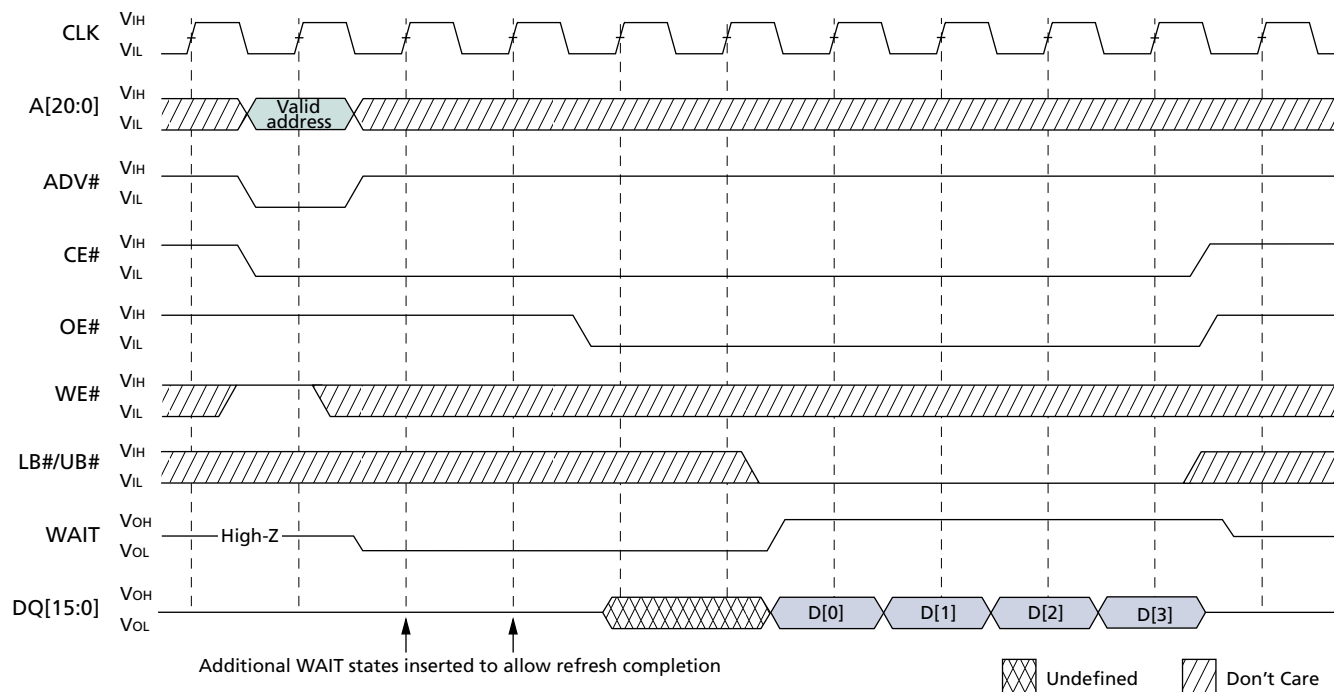 CLK
VIH
VIL
A[20:0]
VIH
VIL
Valid
address
ADV#
VIH
VIL
CE#
VIH
VIL
OE#
VIH
VIL
WE#
VIH
VIL
LB#/UB#
VIH
VIL
WAIT
VOH
VOL
High-Z
DQ[15:0]
VOH
VOL
D[0]
D[1]
D[2]
D[3]
Additional WAIT states inserted to allow refresh completion
Undefined
Don't Care